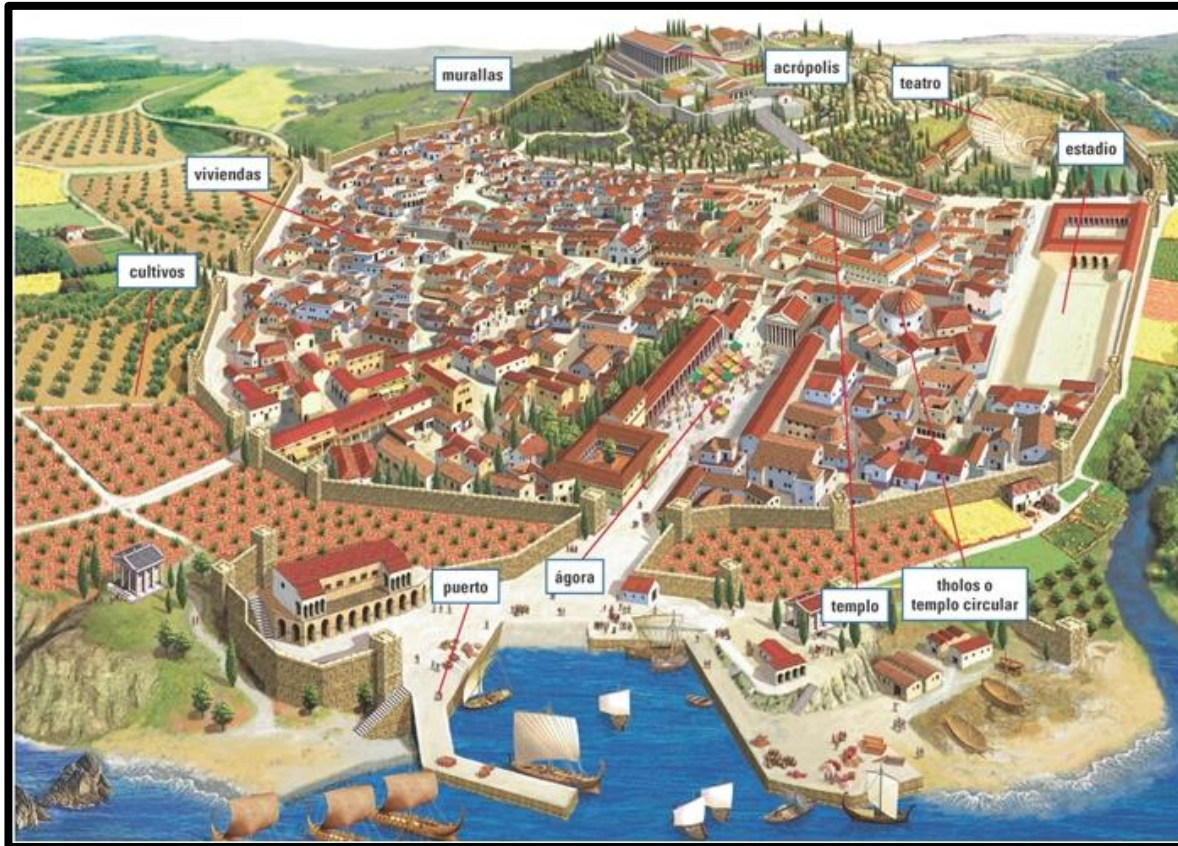 murallas
acrópolis
teatro
estadio
viviendas
cultivos
puerto
ágora
templo
tholos o
templo circular